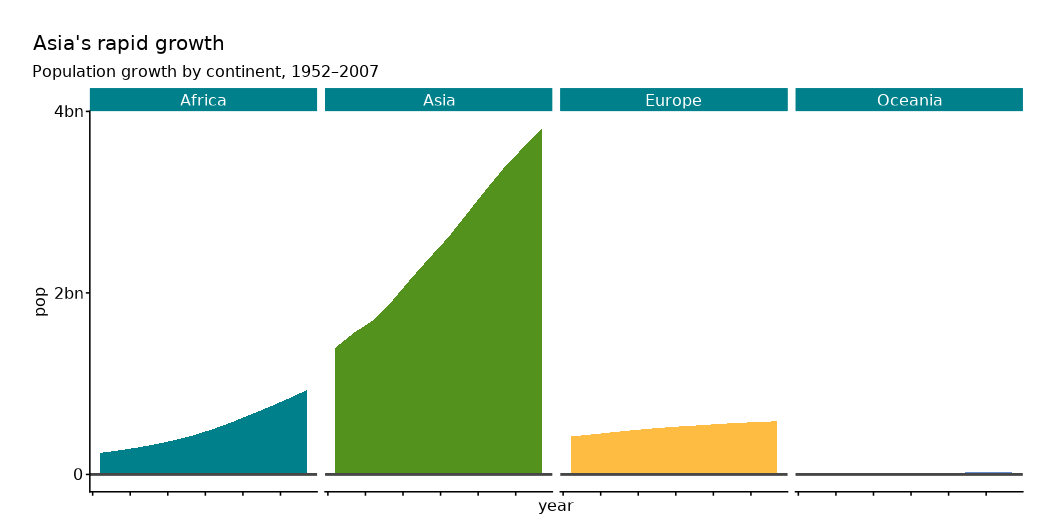 Asia's rapid growth
Population growth by continent, 1952–2007
Africa Asia Europe Oceania
4bn
2bn
0
pop
year